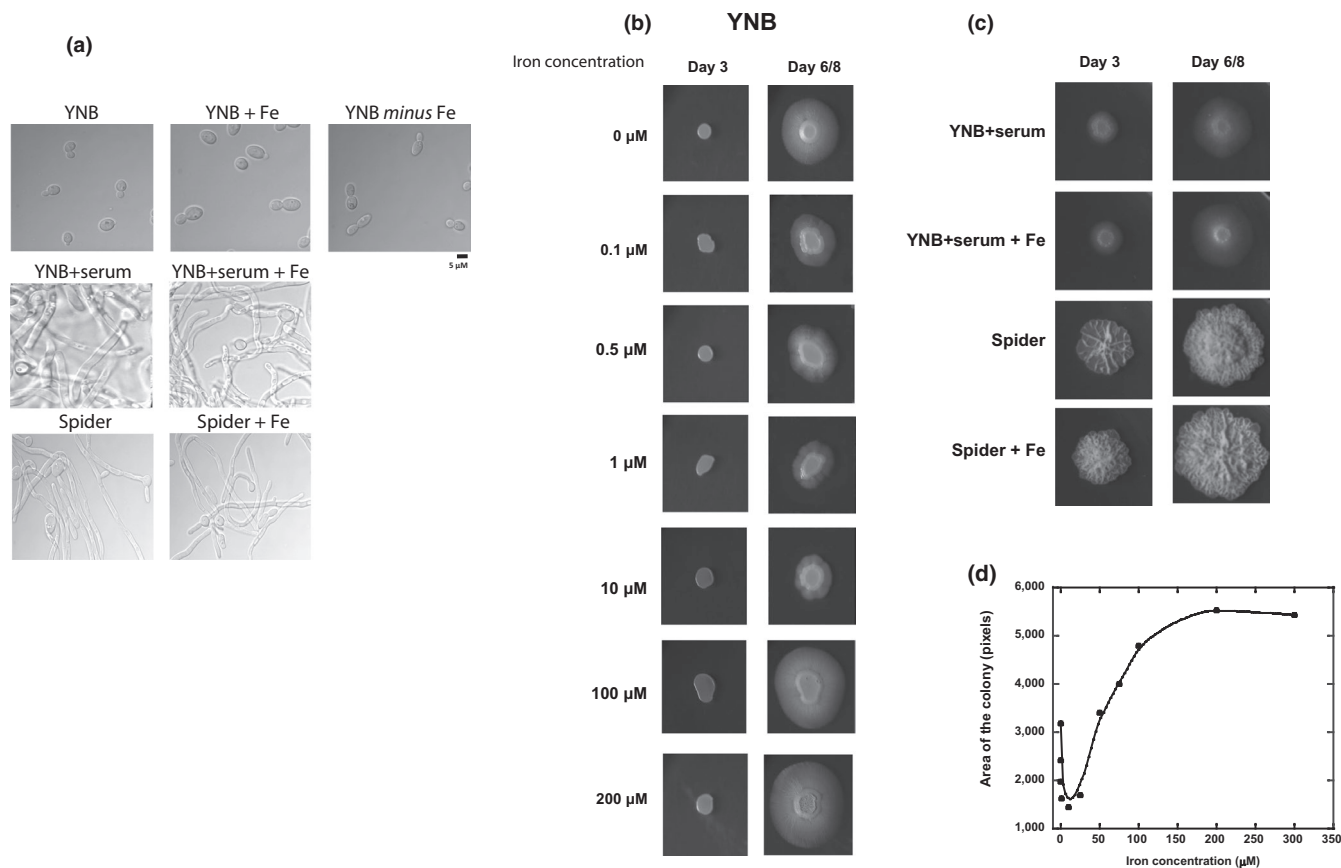 (a)
YNB
YNB + Fe
YNB minus Fe
5 µM
YNB+serum
YNB+serum + Fe
Spider
Spider + Fe
(b)
YNB
Iron concentration
Day 3
Day 6/8
0 µM
0.1 µM
0.5 µM
1 µM
10 µM
100 µM
200 µM
(c)
Day 3
Day 6/8
YNB+serum
YNB+serum + Fe
Spider
Spider + Fe
(d)
Area of the colony (pixels)
6,000
5,000
4,000
3,000
2,000
1,000
0 50 100 150 200 250 300 350
Iron concentration (µM)